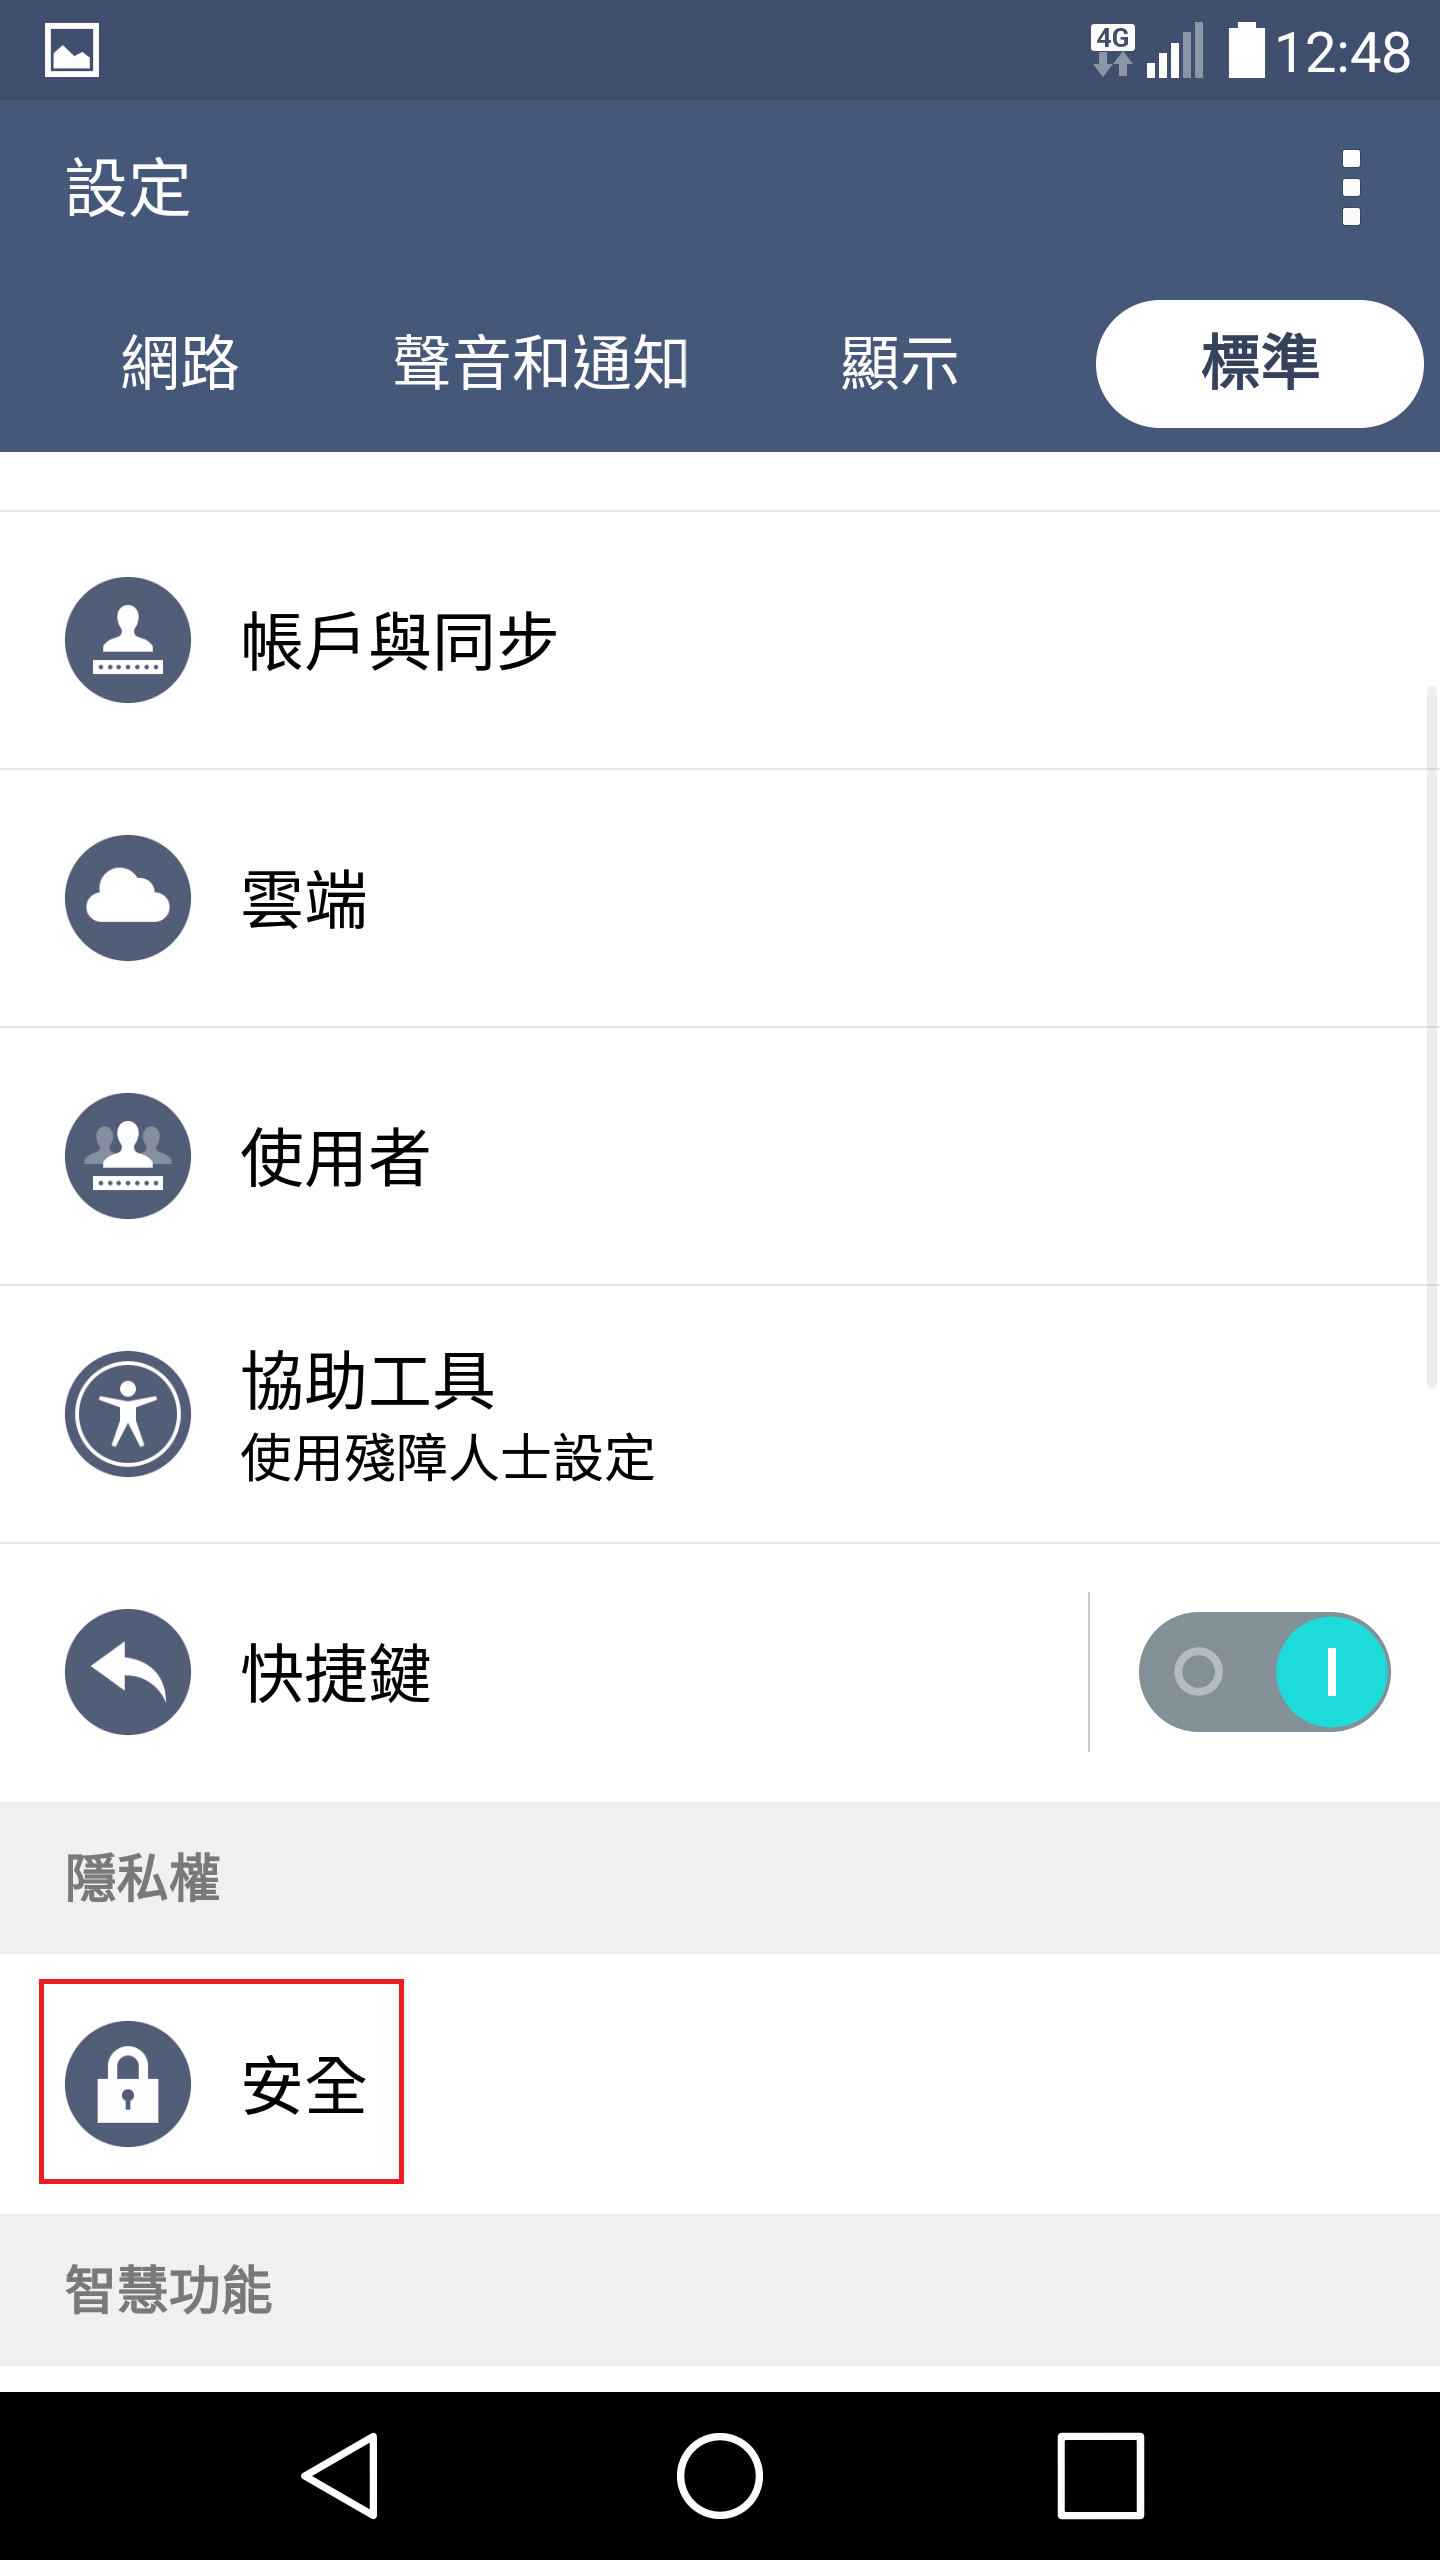 4G
12:48
設定
網路 聲音和通知 顯示 標準
帳戶與同步
雲端
使用者
協助工具
使用殘障人士設定
快捷鍵
隱私權
安全
智慧功能